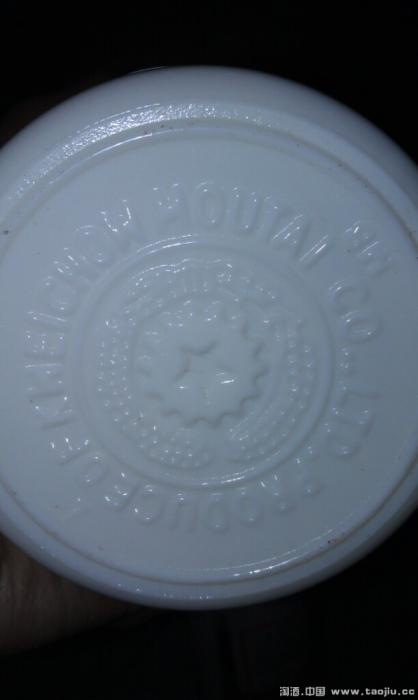 PRODUCE OF KWEICHOW MOUTAI CO., LTD
淘酒.中国 www.taojiu.cc